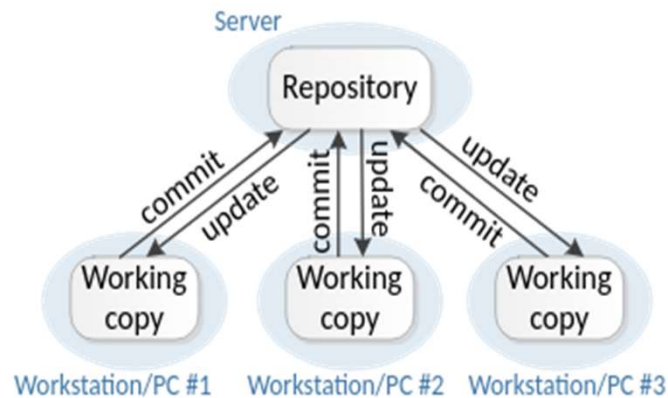 Server
Repository
commit
update
commit
update
commit
update
Working
copy
Working
copy
Working
copy
Workstation/PC #1
Workstation/PC #2
Workstation/PC #3